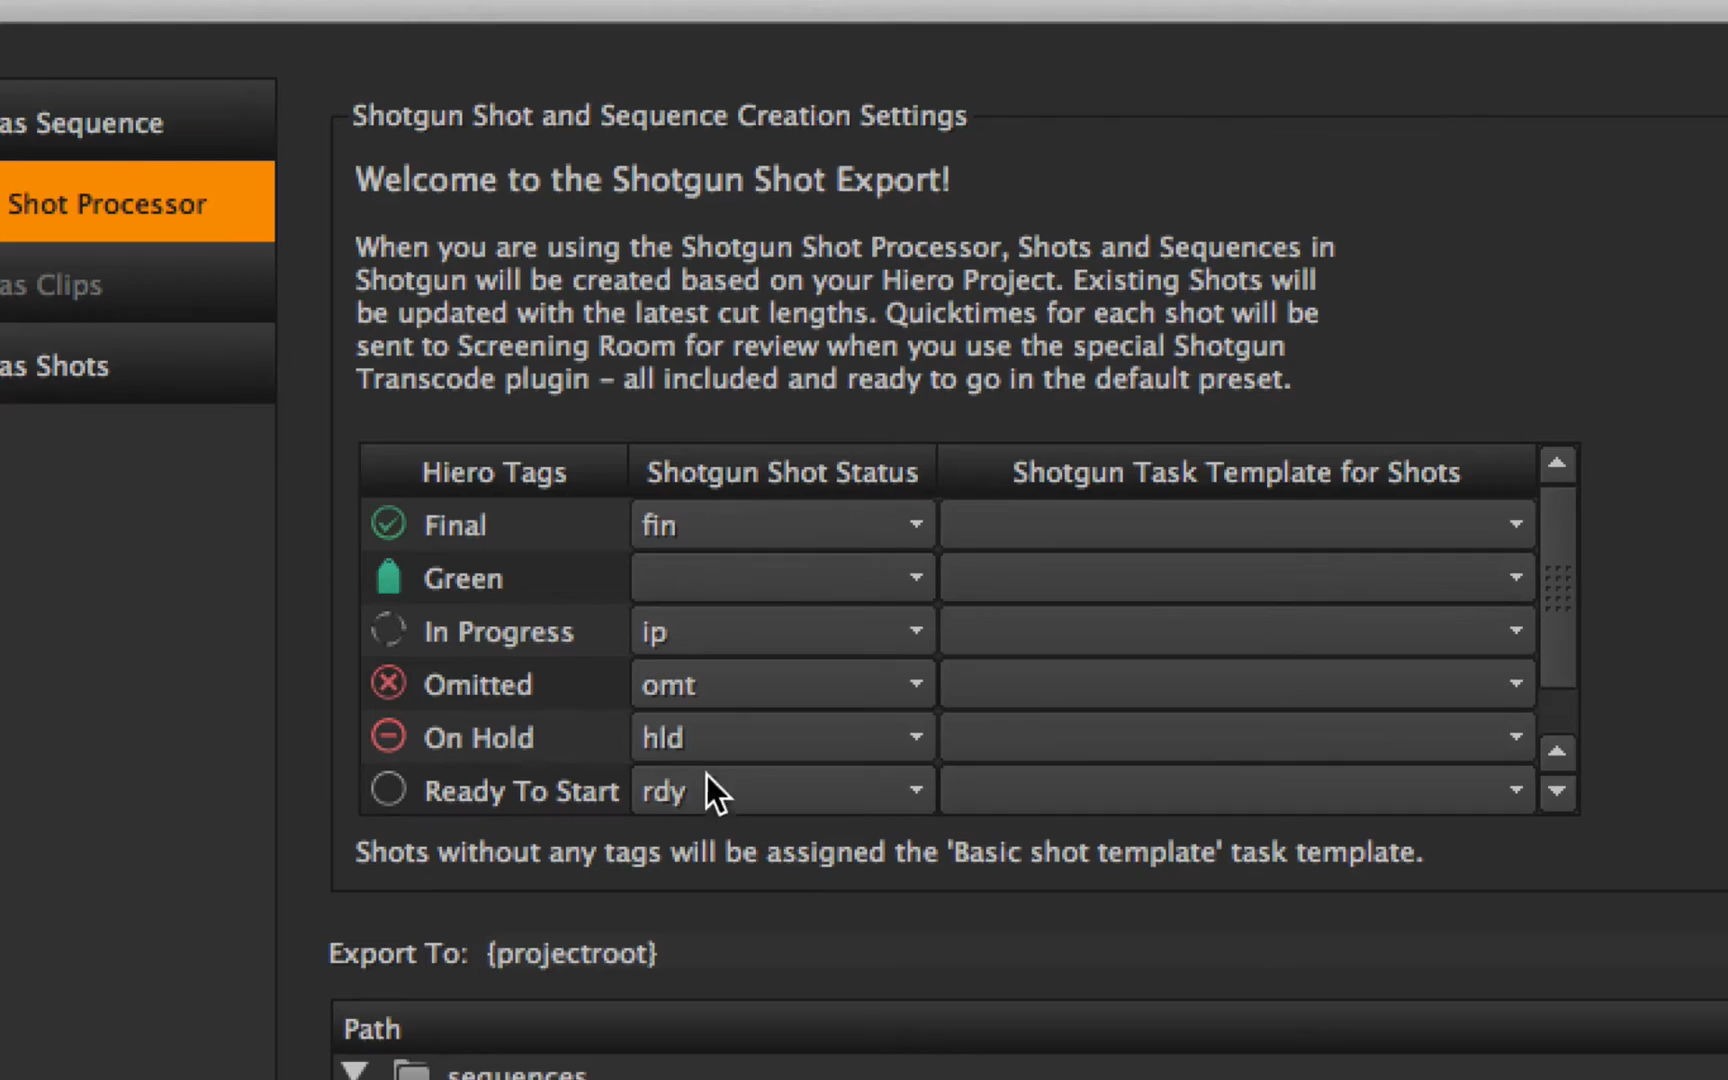 as Sequence
Shot Processor
as Clips
as Shots
Shotgun Shot and Sequence Creation Settings
Welcome to the Shotgun Shot Export!
When you are using the Shotgun Shot Processor, Shots and Sequences in
Shotgun will be created based on your Hiero Project. Existing Shots will
be updated with the latest cut lengths. Quicktimes for each shot will be
sent to Screening Room for review when you use the special Shotgun
Transcode plugin – all included and ready to go in the default preset.
Hiero Tags Shotgun Shot Status Shotgun Task Template for Shots
Final fin
Green
In Progress ip
Omitted omt
On Hold hld
Ready To Start rdy
Shots without any tags will be assigned the 'Basic shot template' task template.
Export To: {projectroot}
Path
sequences